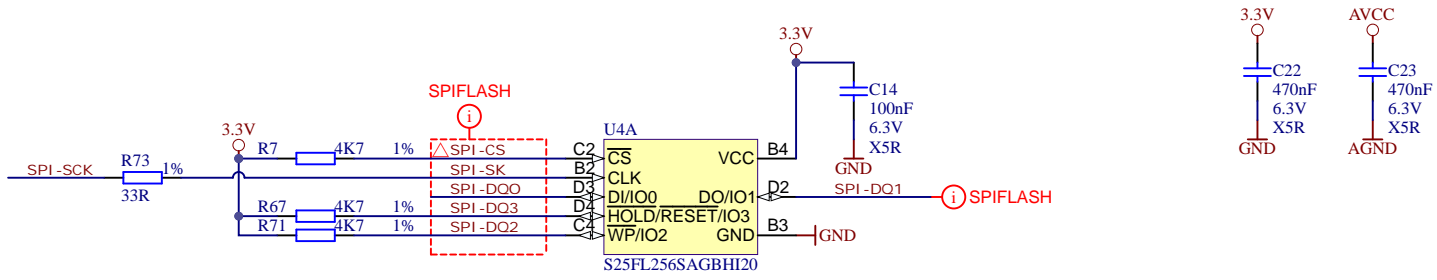 3.3V
AVCC
3.3V
C22
470nF
6.3V
X5R
GND
C23
470nF
6.3V
X5R
AGND
C14
100nF
6.3V
X5R
GND
SPIFLASH
i
3.3V
U4A
R7
4K7
1%
SPI-CS
C2
CS
VCC
B4
SPI-SCK
R73
1%
33R
SPI-SK
B2
CLK
SPI-DQ0
D3
DI/IO0
DO/IO1
D2
SPI-DQ1
i
SPIFLASH
R67
4K7
1%
SPI-DQ3
D4
HOLD/RESET/IO3
R71
4K7
1%
SPI-DQ2
C4
WP/IO2
GND
B3
GND
S25FL256SAGBHI20